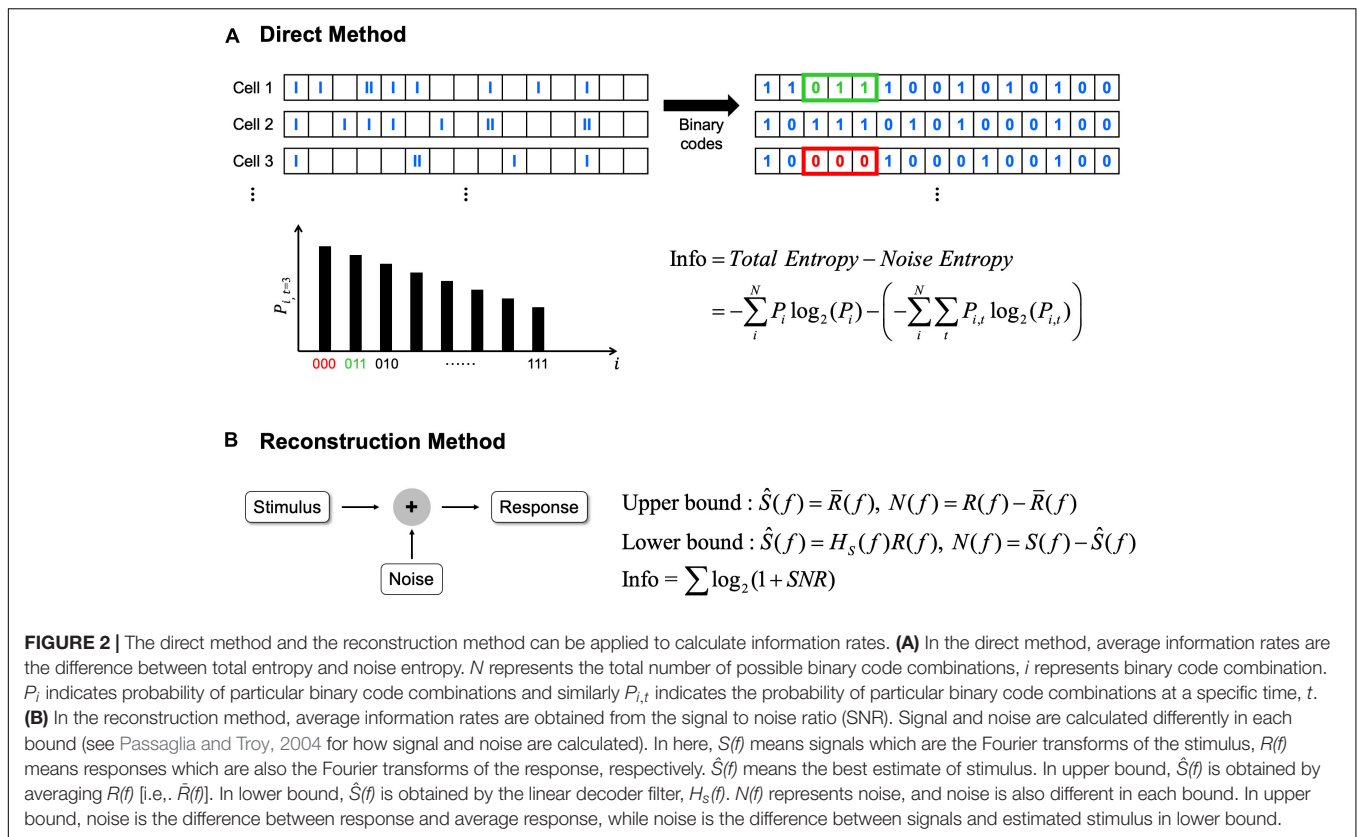 A Direct Method
Cell 1 I I II I I I I I
Binary codes
1 1 0 1 1 1 0 0 1 0 1 0 1 0 0
Cell 2 I I I I I II II
1 0 1 1 1 0 1 0 1 0 0 0 1 0 0
Cell 3 I II I I
1 0 0 0 0 1 0 0 0 1 0 0 1 0 0
⋮ ⋮ ⋮
P_{i, t=3}
000 011 010 ...... 111 i
Info = Total Entropy − Noise Entropy
= −∑_i^N P_i log₂(P_i) − (−∑_i^N ∑_t P_{i,t} log₂(P_{i,t}))
B Reconstruction Method
Stimulus + Response
Noise
Upper bound : Ŝ(f) = R̄(f), N(f) = R(f) − R̄(f)
Lower bound : Ŝ(f) = H_S(f)R(f), N(f) = S(f) − Ŝ(f)
Info = ∑ log₂(1 + SNR)
FIGURE 2 | The direct method and the reconstruction method can be applied to calculate information rates. (A) In the direct method, average information rates are
the difference between total entropy and noise entropy. N represents the total number of possible binary code combinations, i represents binary code combination.
P_i indicates probability of particular binary code combinations and similarly P_{i,t} indicates the probability of particular binary code combinations at a specific time, t.
(B) In the reconstruction method, average information rates are obtained from the signal to noise ratio (SNR). Signal and noise are calculated differently in each
bound (see Passaglia and Troy, 2004 for how signal and noise are calculated). In here, S(f) means signals which are the Fourier transforms of the stimulus, R(f)
means responses which are also the Fourier transforms of the response, respectively. Ŝ(f) means the best estimate of stimulus. In upper bound, Ŝ(f) is obtained by
averaging R(f) [i.e,. R̄(f)]. In lower bound, Ŝ(f) is obtained by the linear decoder filter, H_s(f). N(f) represents noise, and noise is also different in each bound. In upper
bound, noise is the difference between response and average response, while noise is the difference between signals and estimated stimulus in lower bound.